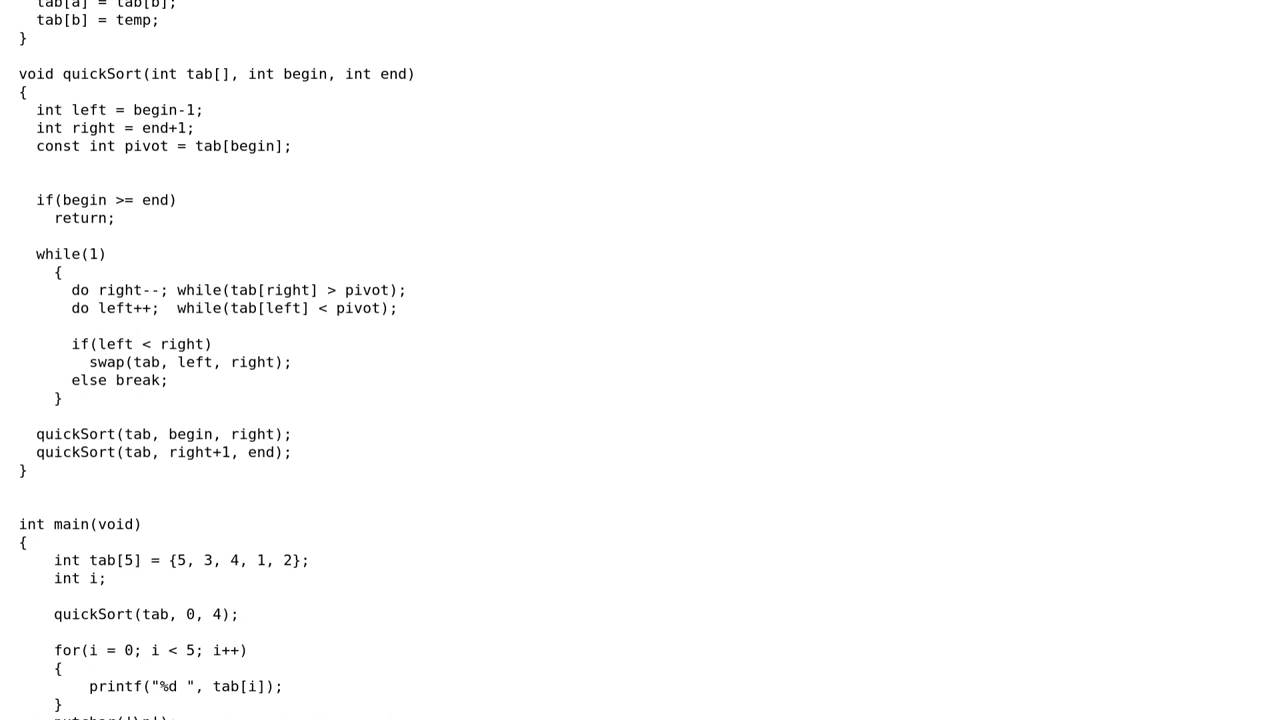 tab[a] = tab[b];
  tab[b] = temp;
}

void quickSort(int tab[], int begin, int end)
{
  int left = begin-1;
  int right = end+1;
  const int pivot = tab[begin];


  if(begin >= end)
    return;

  while(1)
    {
      do right--; while(tab[right] > pivot);
      do left++;  while(tab[left] < pivot);

      if(left < right)
        swap(tab, left, right);
      else break;
    }

  quickSort(tab, begin, right);
  quickSort(tab, right+1, end);
}


int main(void)
{
    int tab[5] = {5, 3, 4, 1, 2};
    int i;

    quickSort(tab, 0, 4);

    for(i = 0; i < 5; i++)
    {
        printf("%d ", tab[i]);
    }